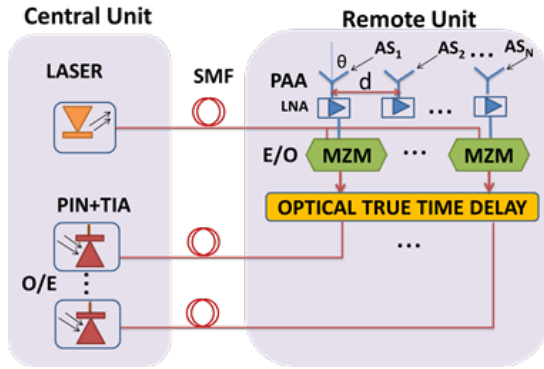 Central Unit
Remote Unit
LASER
SMF
PAA
θ
AS1
AS2 ... ASN
d
LNA
...
E/O
MZM ... MZM
OPTICAL TRUE TIME DELAY
PIN+TIA
...
O/E